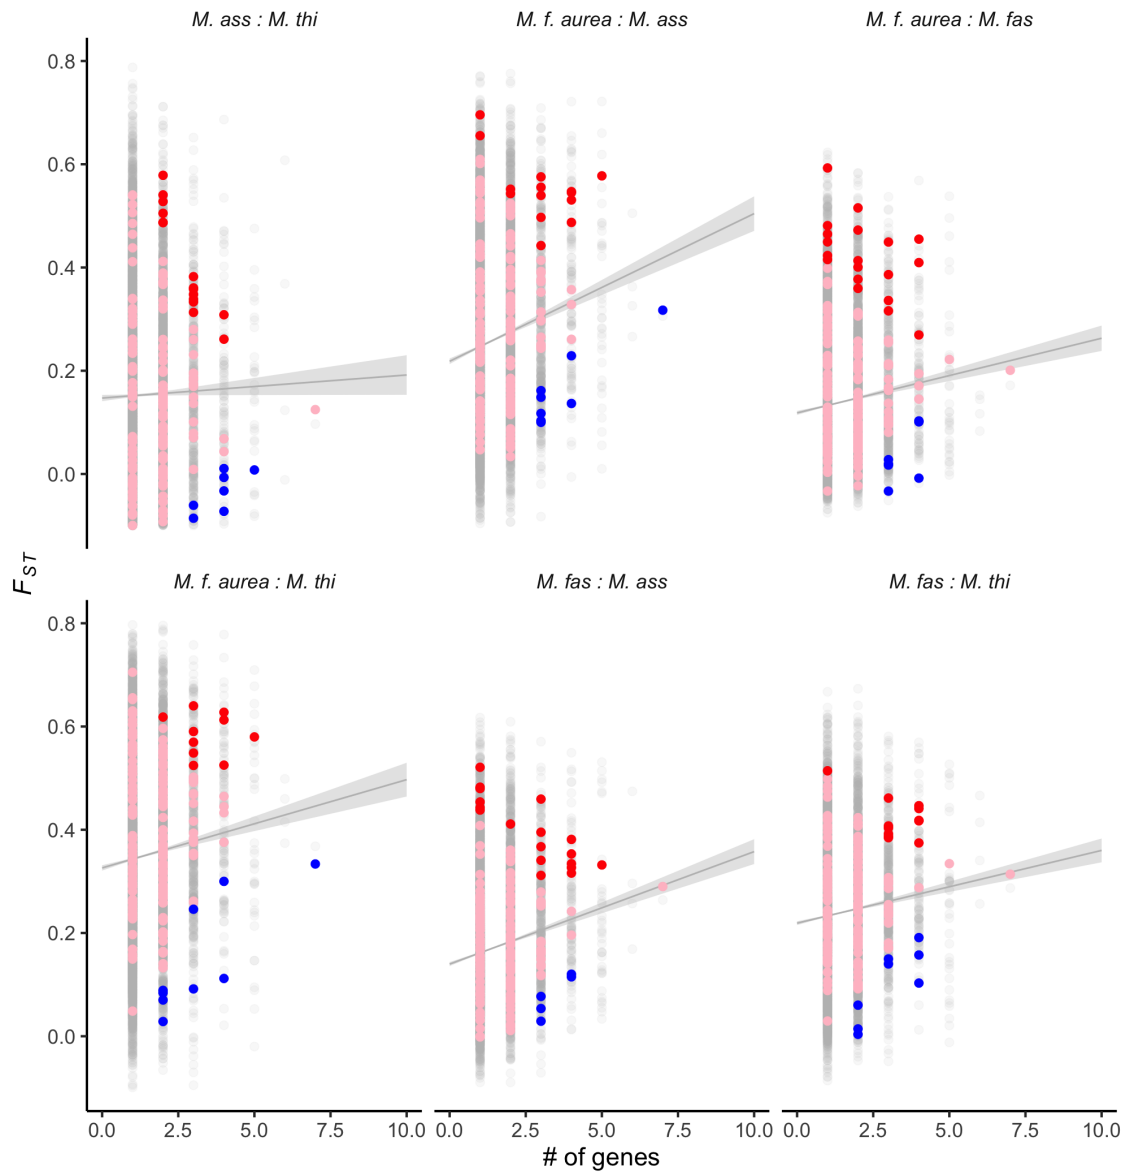 M. ass : M. thi
M. f. aurea : M. ass
M. f. aurea : M. fas
0.8
0.6
0.4
0.2
0.0
FST
M. f. aurea : M. thi
M. fas : M. ass
M. fas : M. thi
0.8
0.6
0.4
0.2
0.0
0.0 2.5 5.0 7.5 10.0
0.0 2.5 5.0 7.5 10.0
0.0 2.5 5.0 7.5 10.0
# of genes